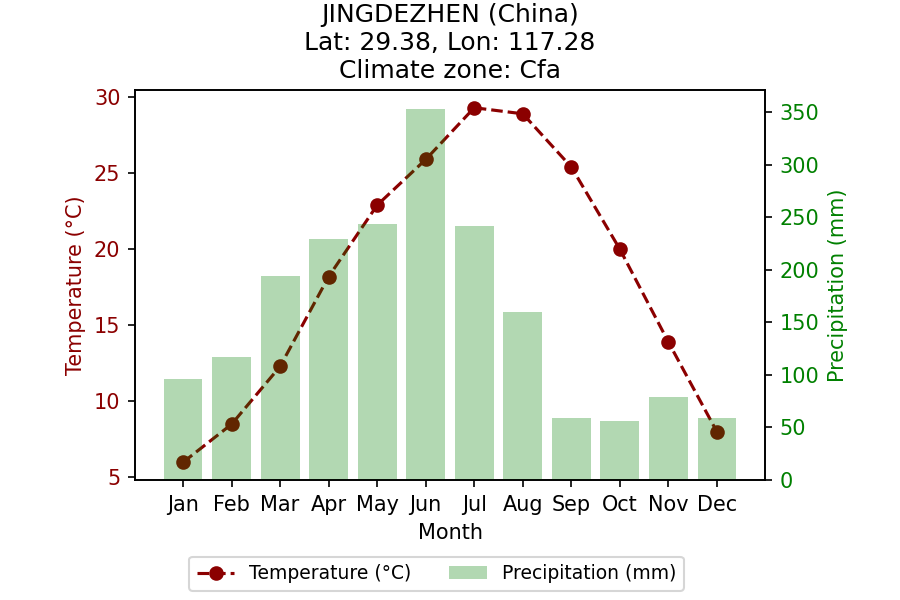 JINGDEZHEN (China)
Lat: 29.38, Lon: 117.28
Climate zone: Cfa
Temperature (°C)
30
25
20
15
10
5
350
300
250
200
150
100
50
0
Precipitation (mm)
Jan Feb Mar Apr May Jun Jul Aug Sep Oct Nov Dec
Month
Temperature (°C) Precipitation (mm)